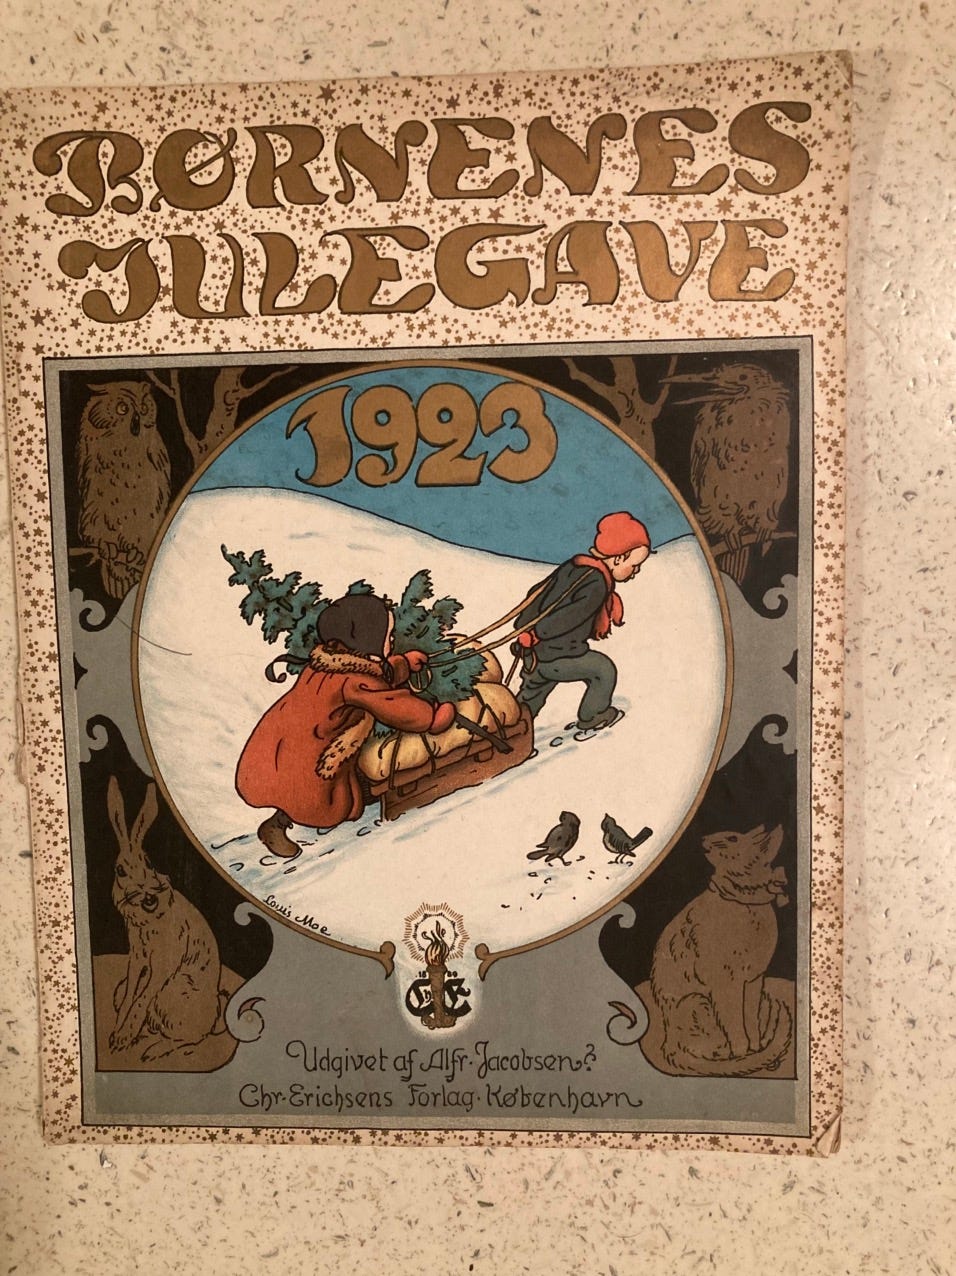 BØRNENES
JULEGAVE
1923
Louis Moe
Udgivet af Alfr. Jacobsen
Chr. Erichsens Forlag. København